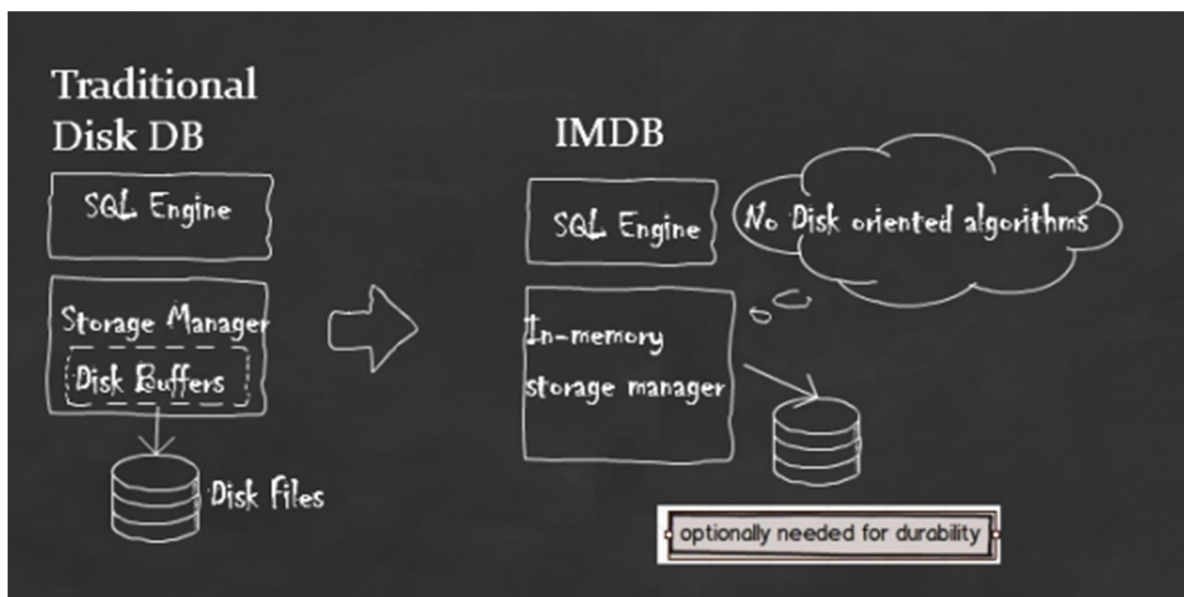 Traditional
Disk DB
SQL Engine
Storage Manager
Disk Buffers
Disk Files
IMDB
SQL Engine
No Disk oriented algorithms
In-memory
storage manager
optionally needed for durability